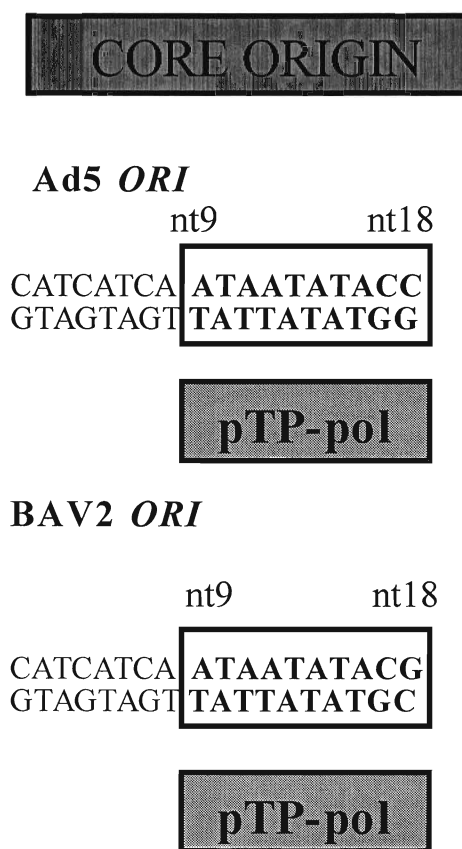 CORE ORIGIN
Ad5 ORI
nt9 nt18
CATCATCA ATAATATACC
GTAGTAGT TATTATATGG
pTP-pol
BAV2 ORI
nt9 nt18
CATCATCA ATAATATACG
GTAGTAGT TATTATATGC
pTP-pol